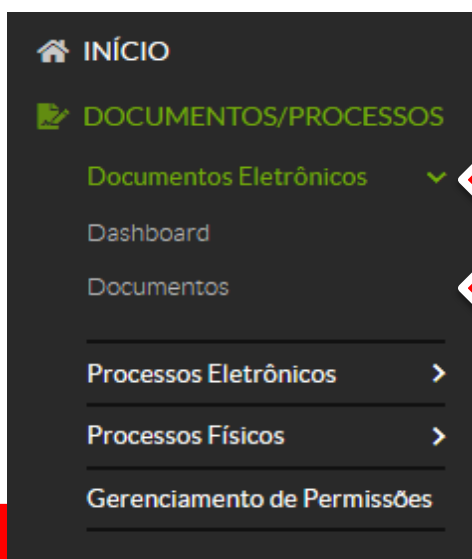 INÍCIO
DOCUMENTOS/PROCESSOS
Documentos Eletrônicos
Dashboard
Documentos
Processos Eletrônicos
Processos Físicos
Gerenciamento de Permissões